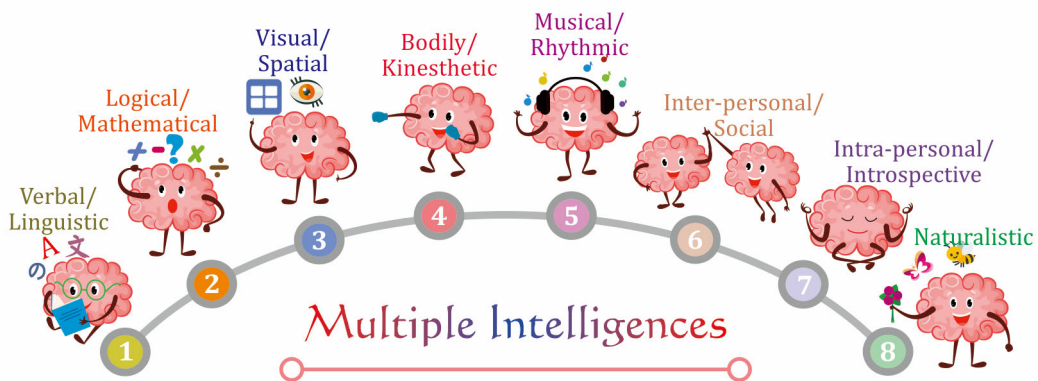 Verbal/
Linguistic
A 文
の
1
Logical/
Mathematical
+ - ? × ÷
2
Visual/
Spatial
3
Bodily/
Kinesthetic
4
Musical/
Rhythmic
5
Inter-personal/
Social
6
Intra-personal/
Introspective
7
Naturalistic
8
Multiple Intelligences